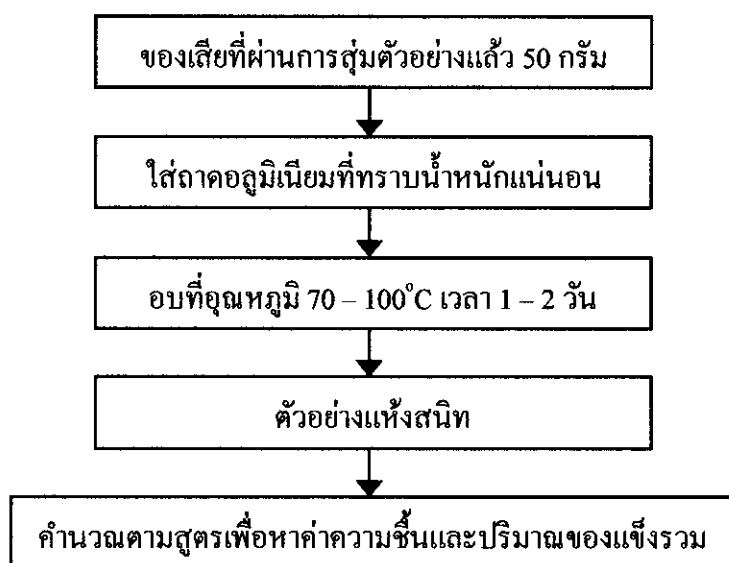 ของเสียที่ผ่านการสุ่มตัวอย่างแล้ว 50 กรัม
ใส่ถาดอลูมิเนียมที่ทราบน้ำหนักแน่นอน
อบที่อุณหภูมิ 70 – 100°C เวลา 1 – 2 วัน
ตัวอย่างแห้งสนิท
คำนวณตามสูตรเพื่อหาค่าความชื้นและปริมาณของแข็งรวม